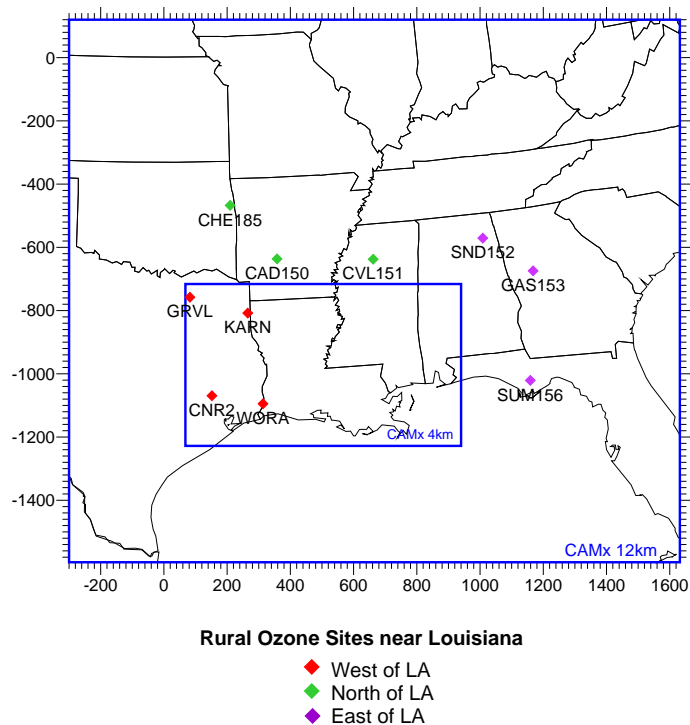 0
-200
-400
-600
-800
-1000
-1200
-1400
CHE185
CAD150
CVL151
SND152
GAS153
GRVL
KARN
CNR2
WORA
SUM156
CAMx 4km
CAMx 12km
-200 0 200 400 600 800 1000 1200 1400 1600
Rural Ozone Sites near Louisiana
West of LA
North of LA
East of LA